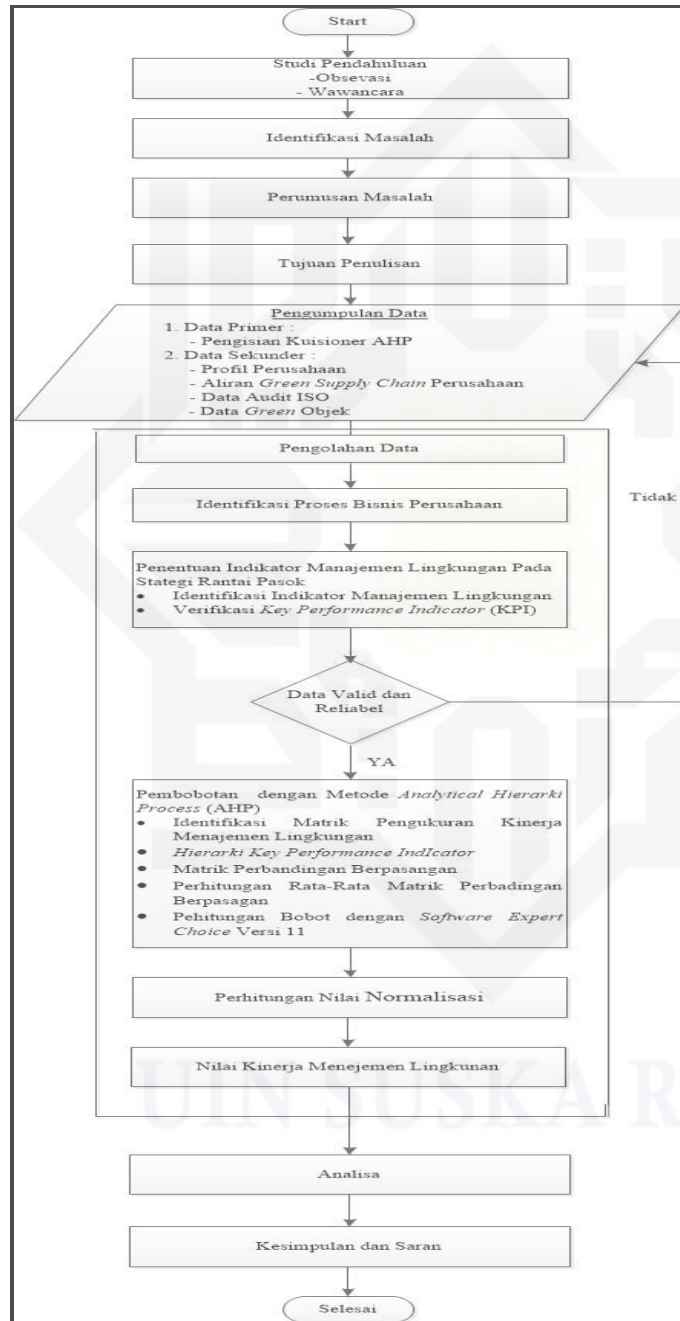 Start
Studi Pendahuluan
-Obsevasi
- Wawancara
Identifikasi Masalah
Perumusan Masalah
Tujuan Penulisan
Pengumpulan Data
1. Data Primer :
- Pengisian Kuisioner AHP
2. Data Sekunder :
- Profil Perusahaan
- Aliran Green Supply Chain Perusahaan
- Data Audit ISO
- Data Green Objek
Pengolahan Data
Identifikasi Proses Bisnis Perusahaan
Tidak
Penentuan Indikator Manajemen Lingkungan Pada
Stategi Rantai Pasok
• Identifikasi Indikator Manajemen Lingkungan
• Verifikasi Key Performance Indicator (KPI)
Data Valid dan
Reliabel
YA
Pembobotan dengan Metode Analytical Hierarki
Process (AHP)
• Identifikasi Matrik Pengukuran Kinerja
Menajemen Lingkungan
• Hierarki Key Performance IndIcator
• Matrik Perbandingan Berpasangan
• Perhitungan Rata-Rata Matrik Perbadingan
Berpasagan
• Pehitungan Bobot dengan Software Expert
Choice Versi 11
Perhitungan Nilai Normalisasi
Nilai Kinerja Menejemen Lingkunan
UIN SUSKA R
Analisa
Kesimpulan dan Saran
Selesai